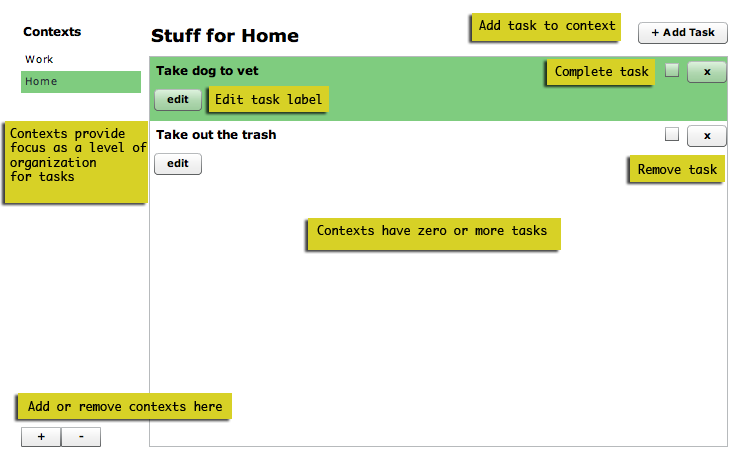 Contexts
Stuff for Home
Add task to context
+ Add Task
Work
Home
Take dog to vet
Complete task
x
edit
Edit task label
Contexts provide
focus as a level of
organization
for tasks
Take out the trash
x
edit
Remove task
Contexts have zero or more tasks
Add or remove contexts here
+
-